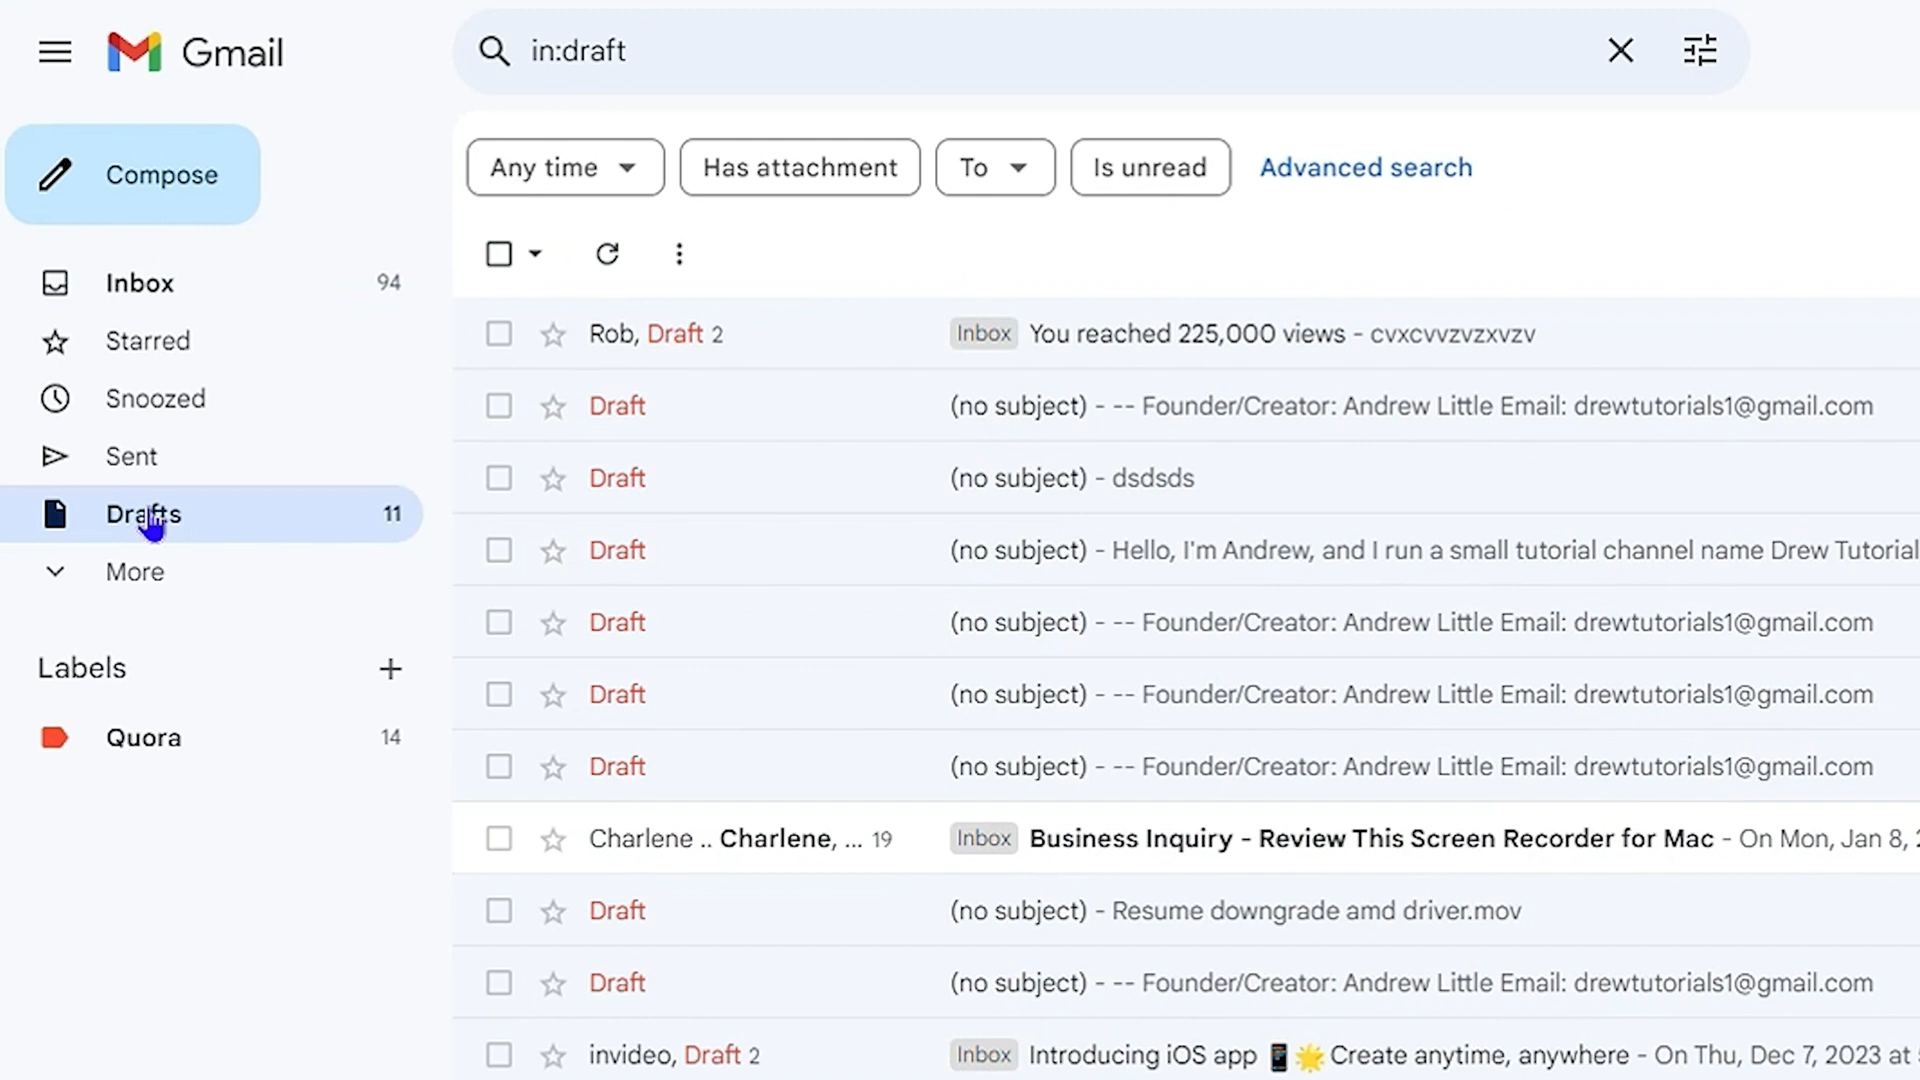 Gmail
in:draft
Compose
Any time
Has attachment
To
Is unread
Advanced search
Inbox 94
Starred
Snoozed
Sent
Drafts 11
More
Labels
Quora 14
Rob, Draft 2 Inbox You reached 225,000 views - cvxcvvzvzxvzv
Draft (no subject) - -- Founder/Creator: Andrew Little Email: drewtutorials1@gmail.com
Draft (no subject) - dsdsds
Draft (no subject) - Hello, I'm Andrew, and I run a small tutorial channel name Drew Tutorial
Draft (no subject) - -- Founder/Creator: Andrew Little Email: drewtutorials1@gmail.com
Draft (no subject) - -- Founder/Creator: Andrew Little Email: drewtutorials1@gmail.com
Draft (no subject) - -- Founder/Creator: Andrew Little Email: drewtutorials1@gmail.com
Charlene .. Charlene, ... 19 Inbox Business Inquiry - Review This Screen Recorder for Mac - On Mon, Jan 8,
Draft (no subject) - Resume downgrade amd driver.mov
Draft (no subject) - -- Founder/Creator: Andrew Little Email: drewtutorials1@gmail.com
invideo, Draft 2 Inbox Introducing iOS app 📱🌟 Create anytime, anywhere - On Thu, Dec 7, 2023 at